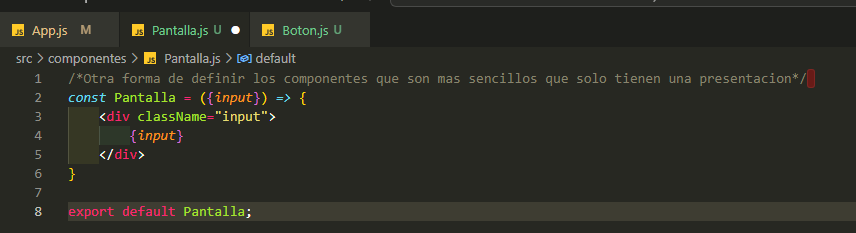 JS App.js M JS Pantalla.js U JS Boton.js U
src > componentes > JS Pantalla.js > default
1 /*Otra forma de definir los componentes que son mas sencillos que solo tienen una presentacion*/
2 const Pantalla = ({input}) => {
3 <div className="input">
4 {input}
5 </div>
6 }
7
8 export default Pantalla;